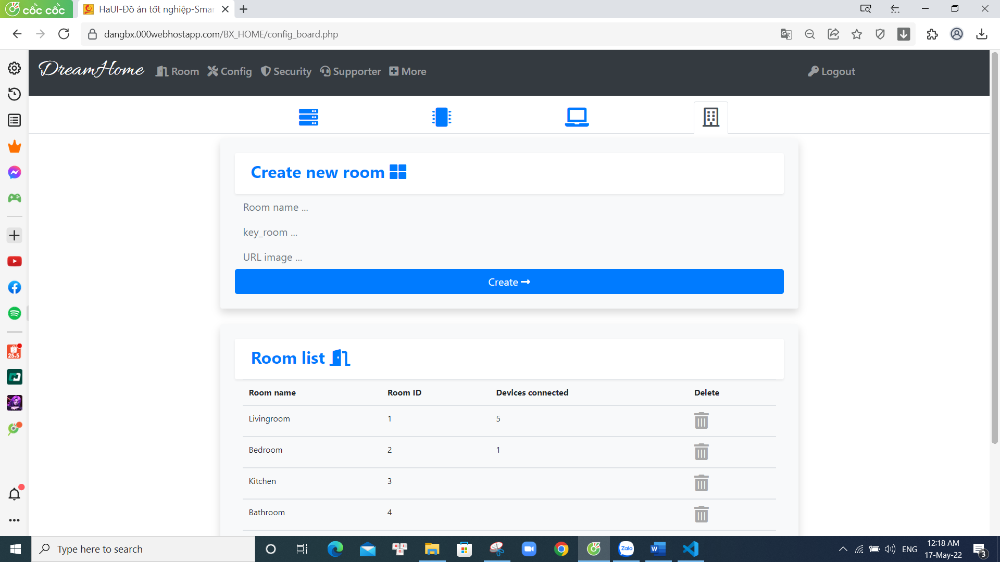 cốc cốc
HaUI-Đồ án tốt nghiệp-Smar
dangbx.000webhostapp.com/BX_HOME/config_board.php
DreamHome Room Config Security Supporter More Logout
Create new room
Room name ...
key_room ...
URL image ...
Create
Room list
Room name Room ID Devices connected Delete
Livingroom 1 5
Bedroom 2 1
Kitchen 3
Bathroom 4
25.5
Type here to search
Zalo
W
ENG
12:18 AM
17-May-22
3